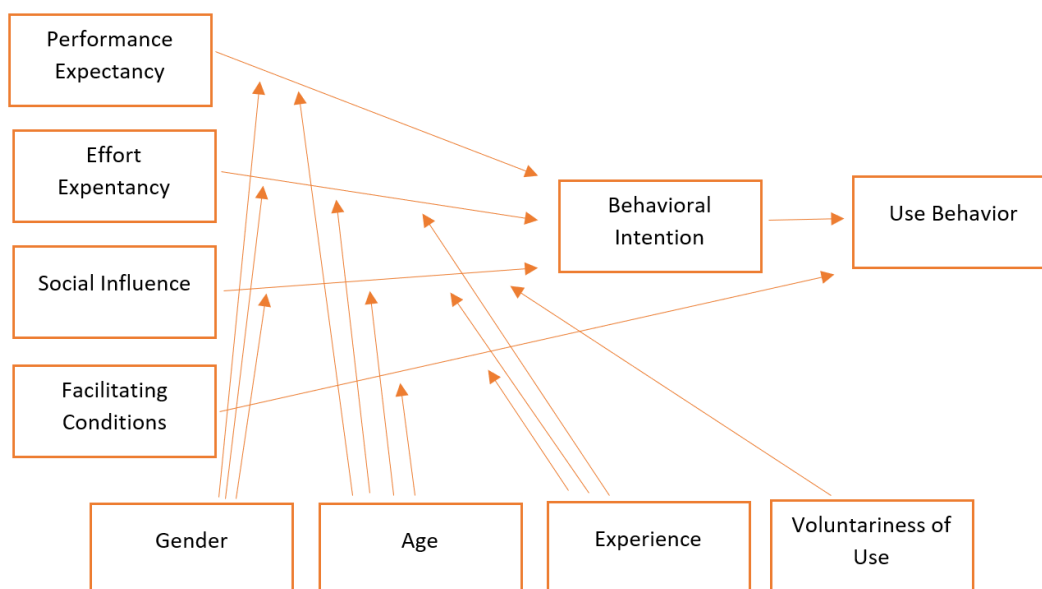 Performance
Expectancy
Effort
Expentancy
Social Influence
Facilitating
Conditions
Behavioral
Intention
Use Behavior
Gender
Age
Experience
Voluntariness of
Use